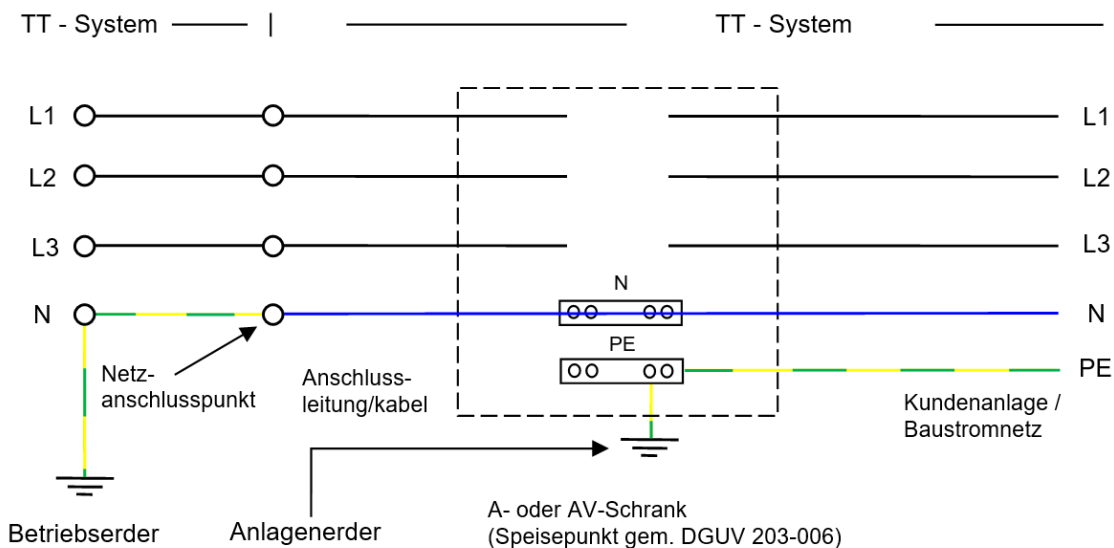 TT - System
TT - System
L1
L1
L2
L2
L3
L3
N
N
N
PE
PE
Netz-
anschlusspunkt
Anschluss-
leitung/kabel
Kundenanlage /
Baustromnetz
Betriebserder
Anlagenerder
A- oder AV-Schrank
(Speisepunkt gem. DGUV 203-006)